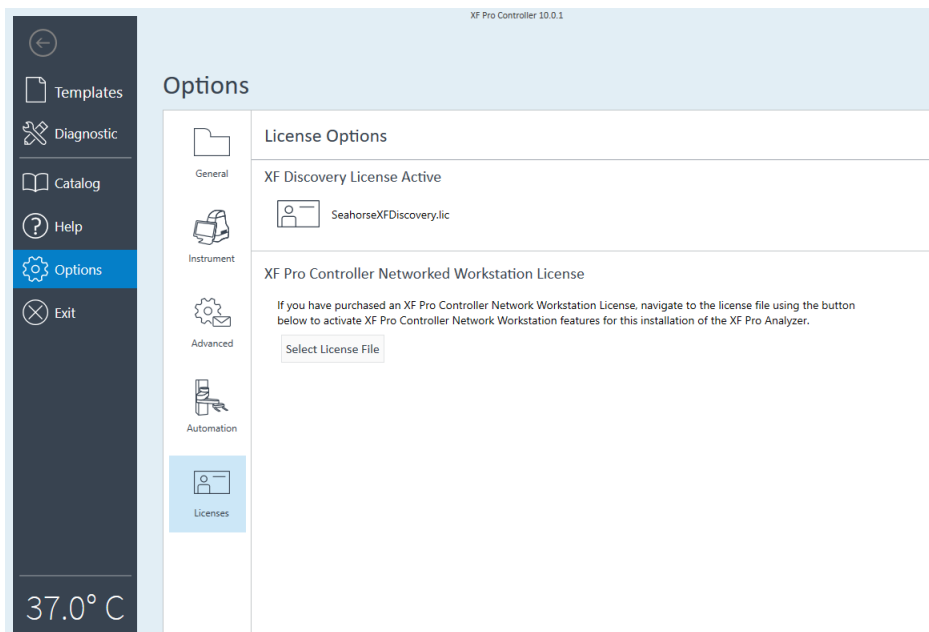 XF Pro Controller 10.0.1
Templates
Diagnostic
Catalog
Help
Options
Exit
37.0° C
Options
General
Instrument
Advanced
Automation
Licenses
License Options
XF Discovery License Active
SeahorseXFDiscovery.lic
XF Pro Controller Networked Workstation License
If you have purchased an XF Pro Controller Network Workstation License, navigate to the license file using the button
below to activate XF Pro Controller Network Workstation features for this installation of the XF Pro Analyzer.
Select License File